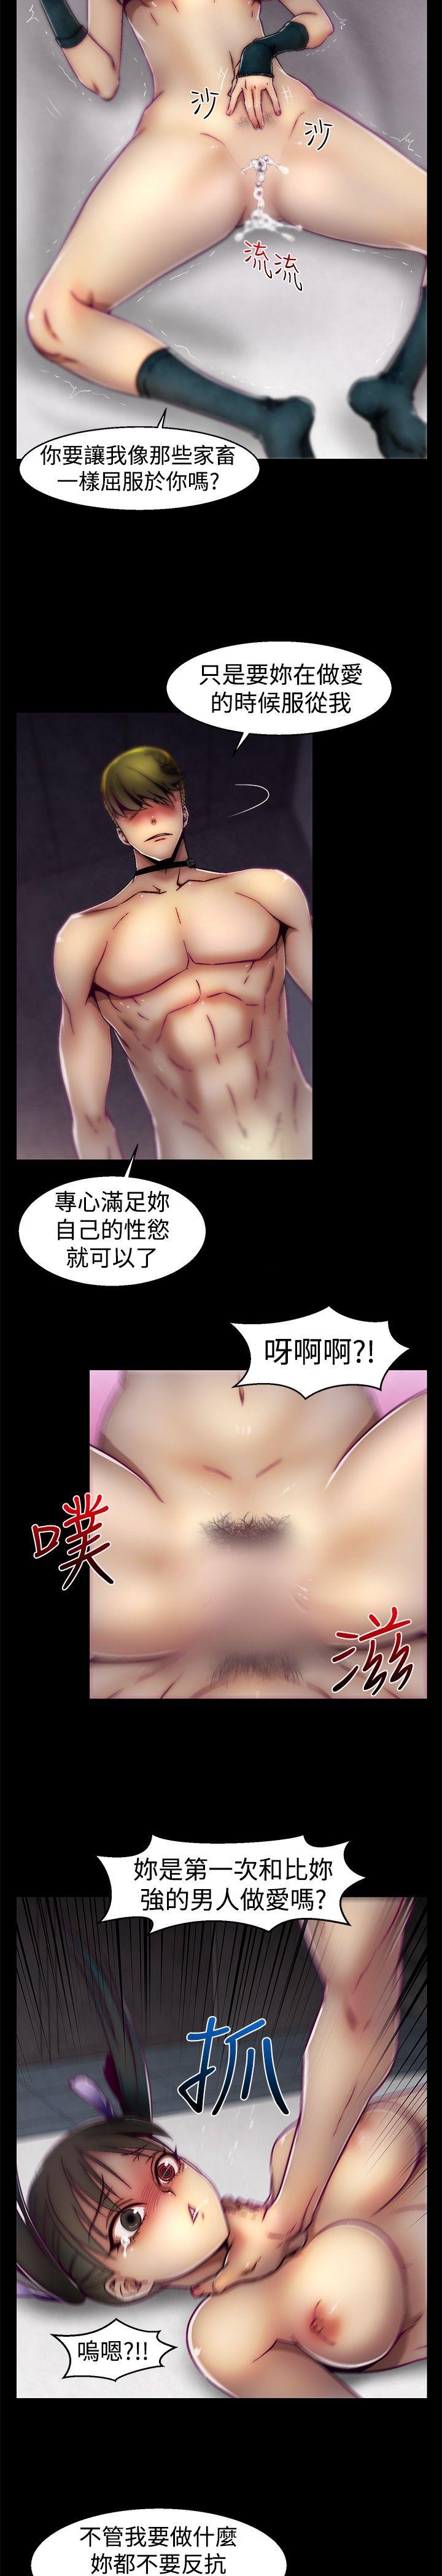 沙
沙
流流
你要讓我像那些家畜
一樣屈服於你嗎?
只是要妳在做愛
的時候服從我
專心滿足妳
自己的性慾
就可以了
呀啊啊?!
噗
滋
妳是第一次和比妳
強的男人做愛嗎?
抓
嗚嗯?!!
不管我要做什麼
妳都不要反抗